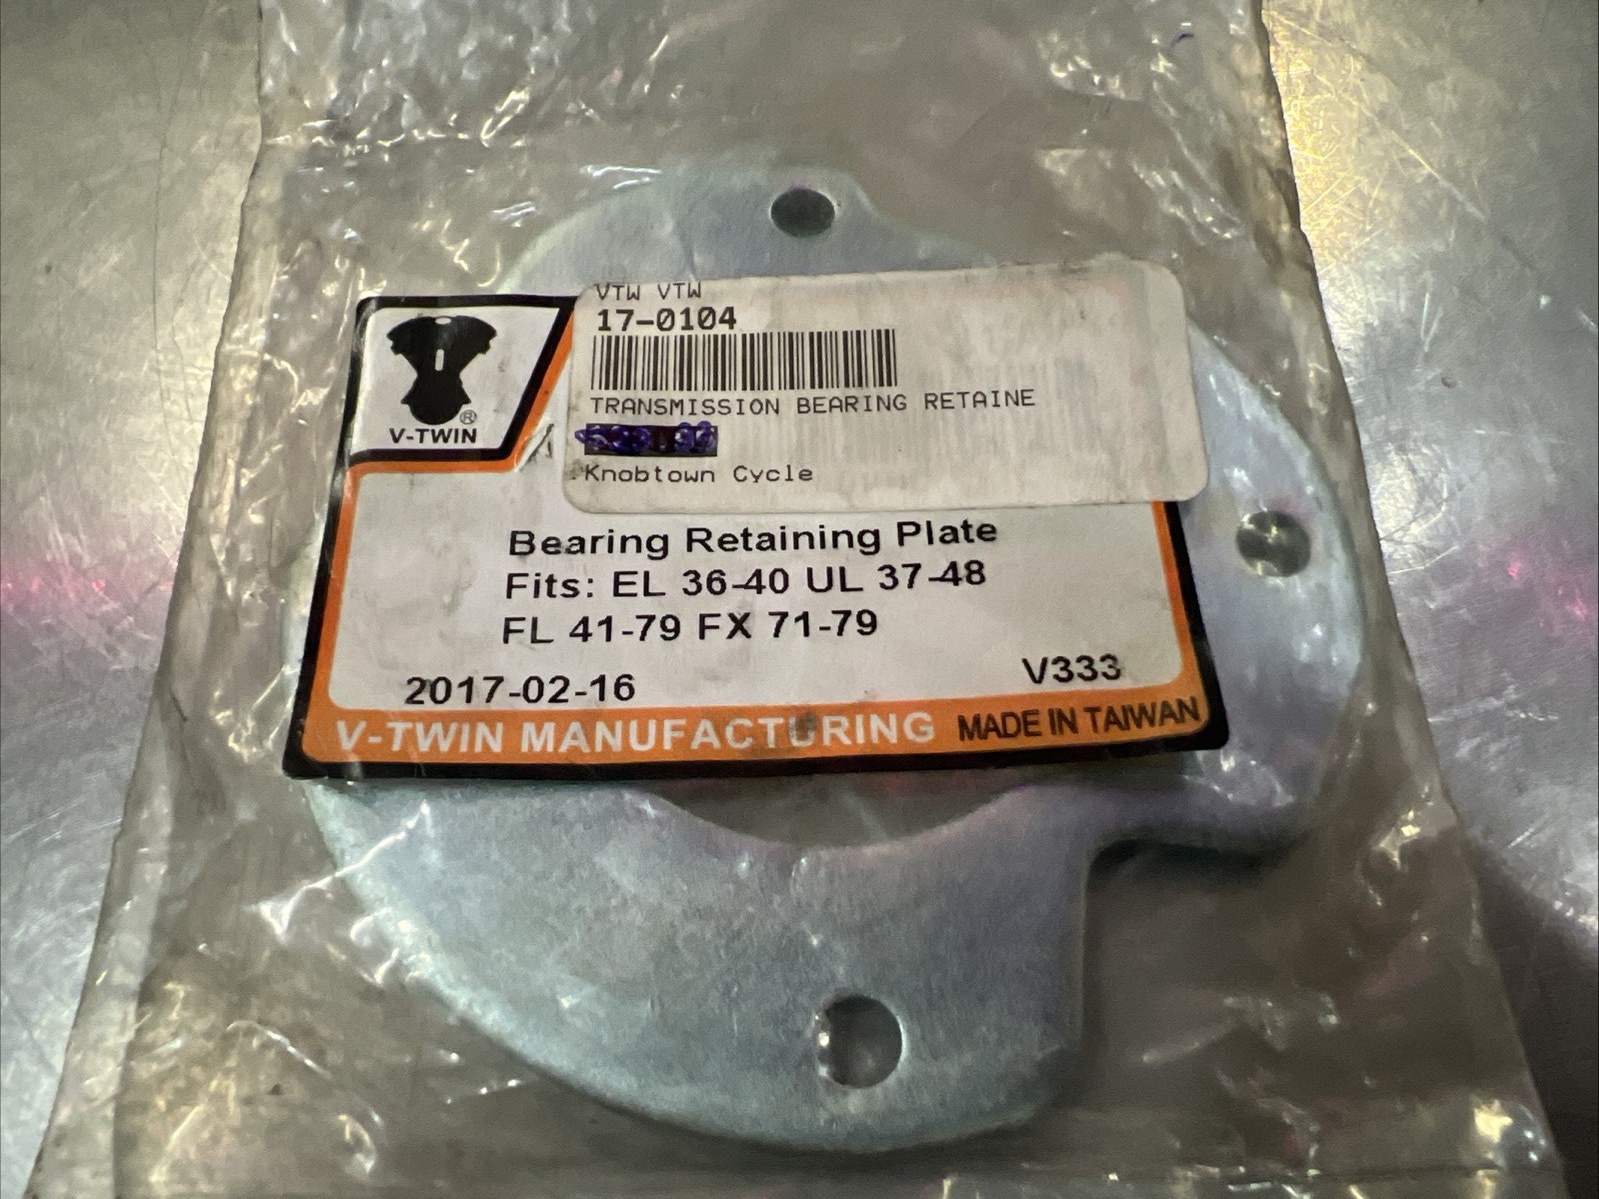 VTW VTW
17-0104
TRANSMISSION BEARING RETAINE
Knobtown Cycle
®
V-TWIN
Bearing Retaining Plate
Fits: EL 36-40 UL 37-48
FL 41-79 FX 71-79
2017-02-16
V333
V-TWIN MANUFACTURING MADE IN TAIWAN